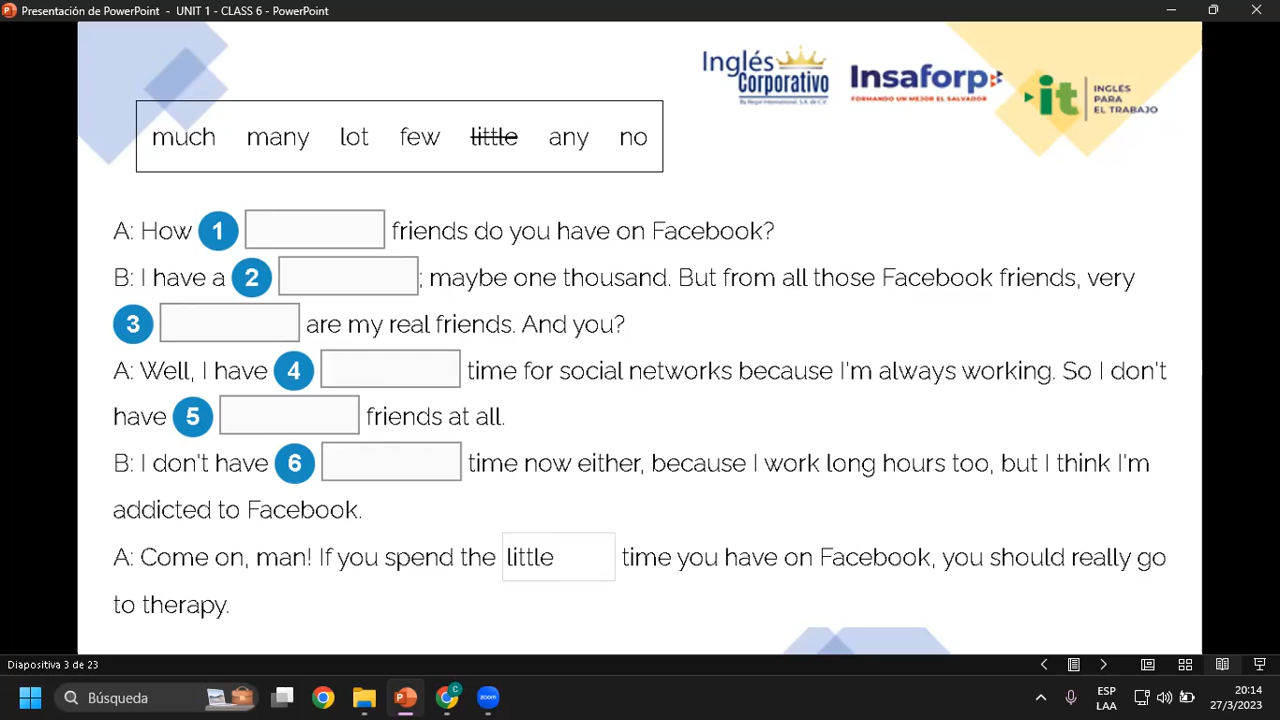 Presentación de PowerPoint - UNIT 1 - CLASS 6 - PowerPoint
Inglés Corporativo
By Regal International, S.A. de C.V.
Insaforp
FORMANDO UN MEJOR EL SALVADOR
it INGLÉS PARA EL TRABAJO
much many lot few little any no
A: How 1 friends do you have on Facebook?
B: I have a 2 ; maybe one thousand. But from all those Facebook friends, very
3 are my real friends. And you?
A: Well, I have 4 time for social networks because I'm always working. So I don't
have 5 friends at all.
B: I don't have 6 time now either, because I work long hours too, but I think I'm
addicted to Facebook.
A: Come on, man! If you spend the little time you have on Facebook, you should really go
to therapy.
Diapositiva 3 de 23
Búsqueda
C
zoom
ESP
LAA
20:14
27/3/2023